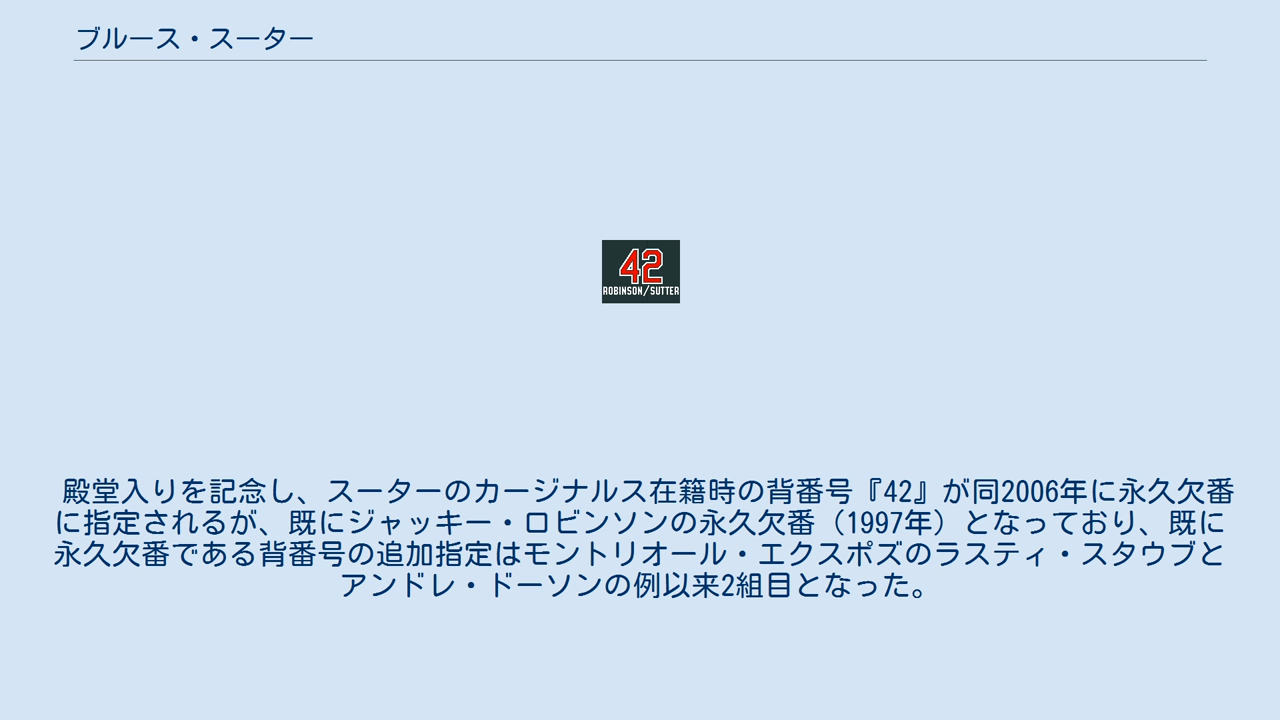 ブルース・スーター
42
ROBINSON/SUTTER
殿堂入りを記念し、スーターのカージナルス在籍時の背番号『42』が同2006年に永久欠番
に指定されるが、既にジャッキー・ロビンソンの永久欠番（1997年）となっており、既に
永久欠番である背番号の追加指定はモントリオール・エクスポズのラスティ・スタウブと
アンドレ・ドーソンの例以来2組目となった。